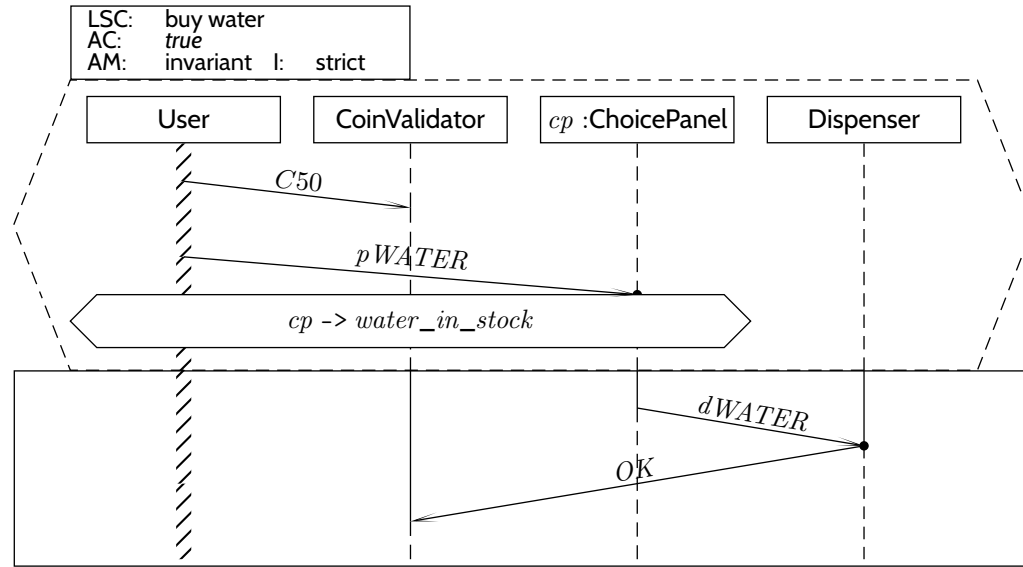 LSC: buy water
AC: true
AM: invariant I: strict
User CoinValidator cp :ChoicePanel Dispenser
C50
pWATER
cp -> water_in_stock
dWATER
OK